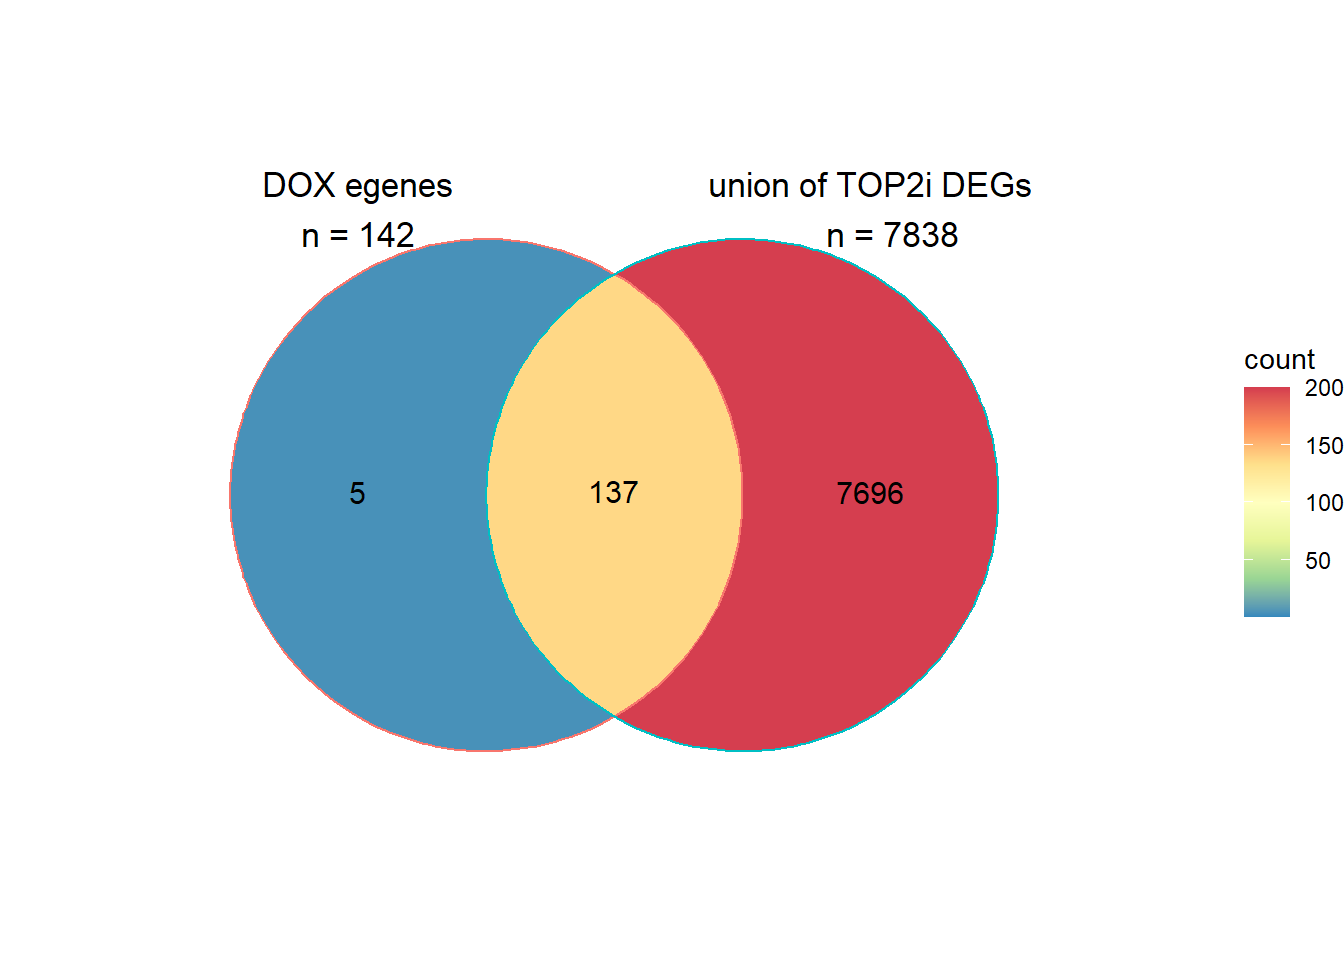 DOX egenes
n = 142
union of TOP2i DEGs
n = 7838
5
137
7696
count
200
150
100
50